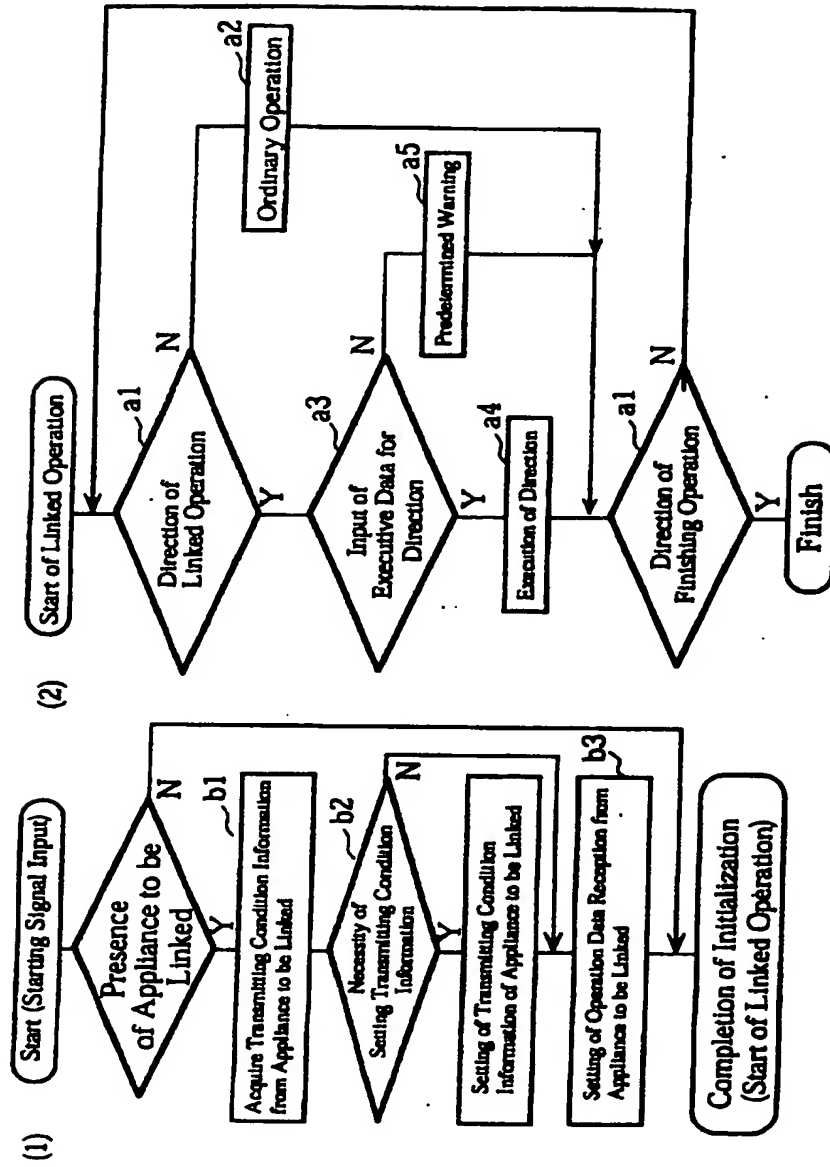 (1)
Start (Starting Signal Input)
Presence
of Appliance to be
Linked
N
Y
b1
Acquire Transmitting Condition Information
from Appliance to be Linked
b2
Necessity of
Setting Transmitting Condition
Information
N
Y
Setting of Transmitting Condition
Information of Appliance to be Linked
b3
Setting of Operation Data Reception from
Appliance to be Linked
Completion of Initialization
(Start of Linked Operation)
(2)
Start of Linked Operation
a1
Direction of
Linked Operation
N
Y
a2
Ordinary Operation
a3
Input of
Executive Data for
Direction
N
Y
a5
Predetermined Warning
a4
Execution of Direction
a1
Direction of
Finishing Operation
N
Y
Finish